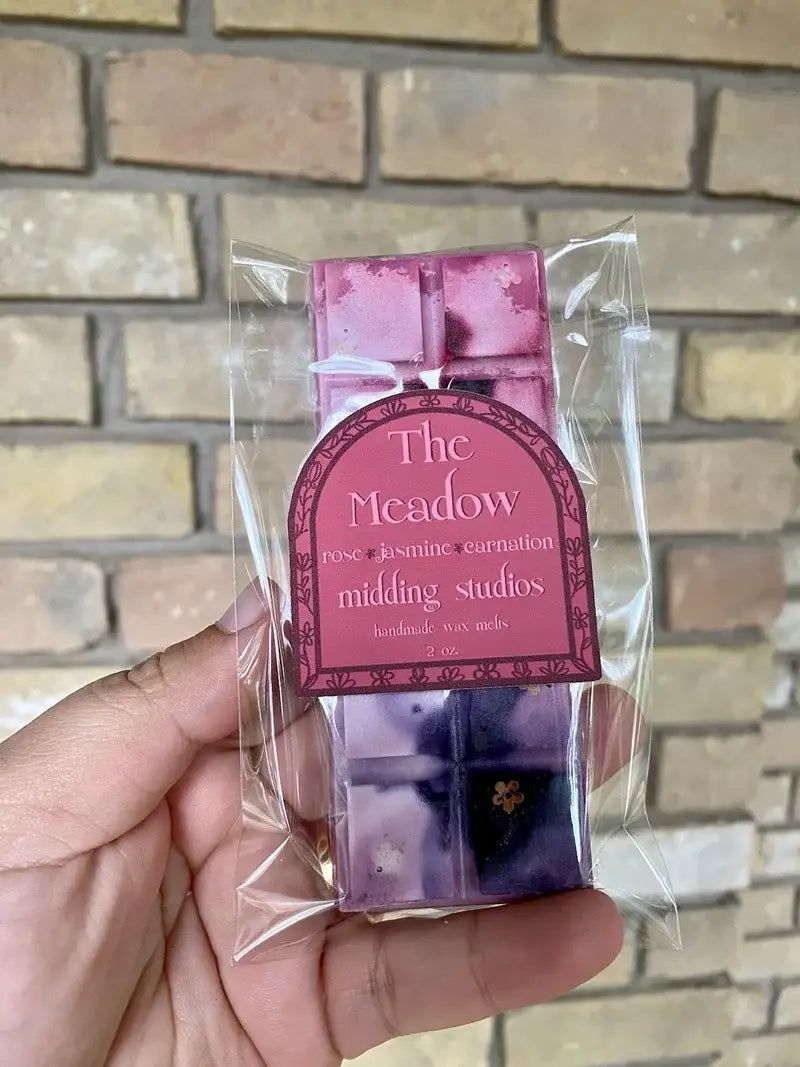 The
Meadow
rose*jasmine*carnation
midding studios
handmade wax melts
2 oz.